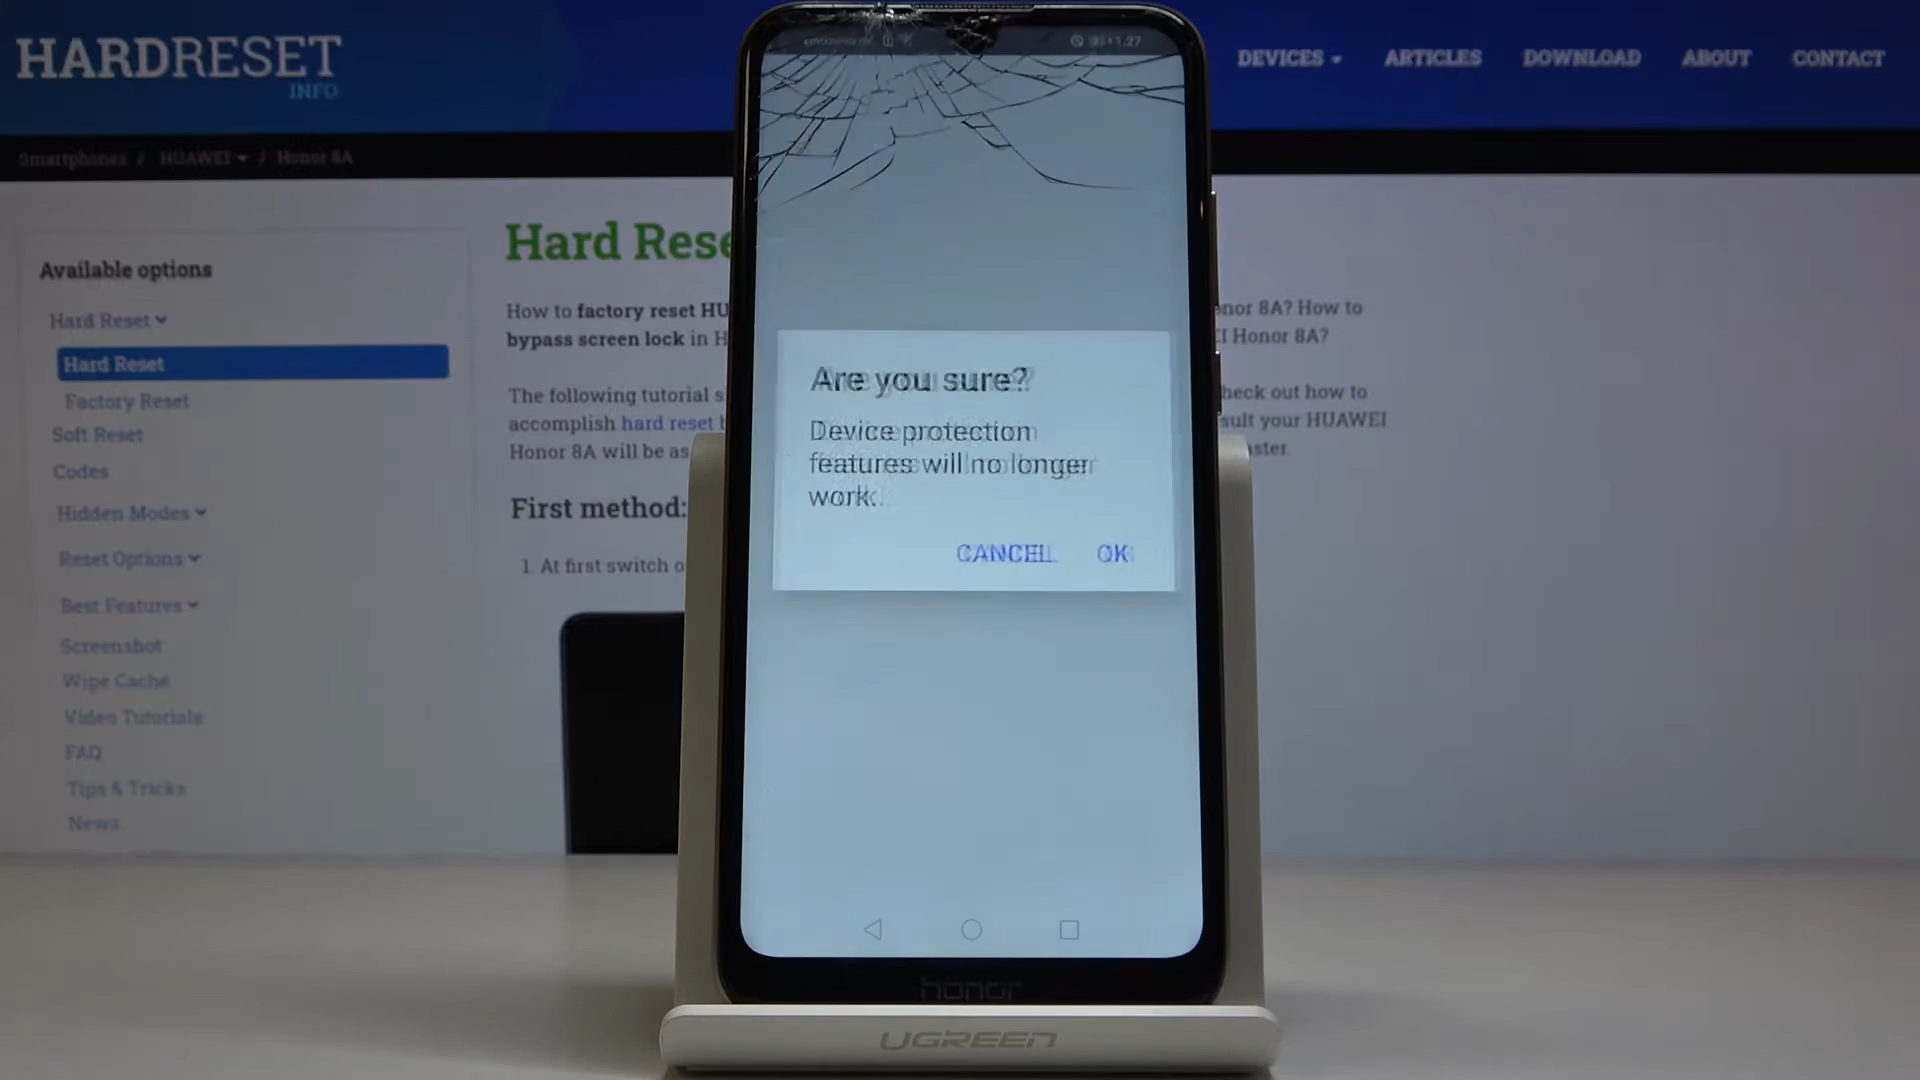 HARDRESET
INFO
DEVICES
ARTICLES
DOWNLOAD
ABOUT
CONTACT
Smartphones / HUAWEI / Honor 8A
Available options
Hard Reset
Hard Reset
Factory Reset
Soft Reset
Codes
Hidden Modes
Reset Options
Best Features
Screenshot
Wipe Cache
Video Tutorials
FAQ
Tips & Tricks
News
Hard Rese
How to factory reset HU
bypass screen lock in H
The following tutorial s
accomplish hard reset
Honor 8A will be as
First method:
1. At first switch o
onor 8A? How to
I Honor 8A?
heck out how to
sult your HUAWEI
aster.
1:27
Are you sure?
Device protection
features will no longer
work.
CANCEL OK
honor
UGREEN